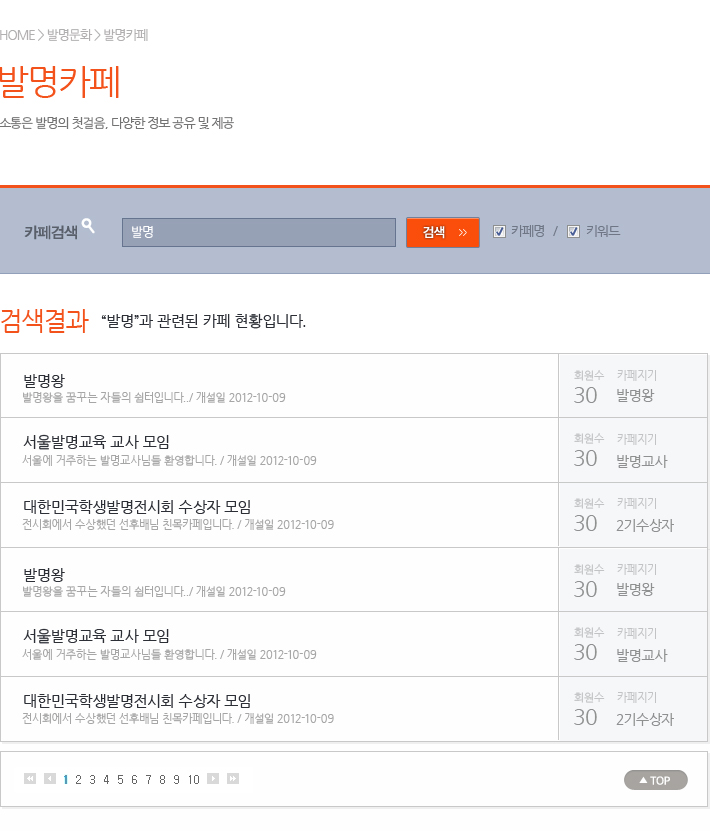 HOME > 발명문화 > 발명카페
발명카페
소통은 발명의 첫걸음, 다양한 정보 공유 및 제공
카페검색 발명 검색 카페명 / 키워드
검색결과 “발명”과 관련된 카페 현황입니다.
발명왕
발명왕을 꿈꾸는 자들의 쉼터입니다../ 개설일 2012-10-09
회원수 카페지기
30 발명왕
서울발명교육 교사 모임
서울에 거주하는 발명교사님들 환영합니다. / 개설일 2012-10-09
회원수 카페지기
30 발명교사
대한민국학생발명전시회 수상자 모임
전시회에서 수상했던 선후배님 친목카페입니다. / 개설일 2012-10-09
회원수 카페지기
30 2기수상자
발명왕
발명왕을 꿈꾸는 자들의 쉼터입니다../ 개설일 2012-10-09
회원수 카페지기
30 발명왕
서울발명교육 교사 모임
서울에 거주하는 발명교사님들 환영합니다. / 개설일 2012-10-09
회원수 카페지기
30 발명교사
대한민국학생발명전시회 수상자 모임
전시회에서 수상했던 선후배님 친목카페입니다. / 개설일 2012-10-09
회원수 카페지기
30 2기수상자
1 2 3 4 5 6 7 8 9 10 TOP